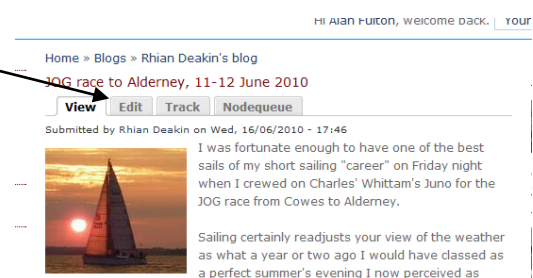 Hi Alan Fulton, welcome back. Your
Home » Blogs » Rhian Deakin's blog
JOG race to Alderney, 11-12 June 2010
View Edit Track Nodequeue
Submitted by Rhian Deakin on Wed, 16/06/2010 - 17:46
I was fortunate enough to have one of the best
sails of my short sailing "career" on Friday night
when I crewed on Charles' Whittam's Juno for the
JOG race from Cowes to Alderney.
Sailing certainly readjusts your view of the weather
as what a year or two ago I would have classed as
a perfect summer's evening I now perceived as